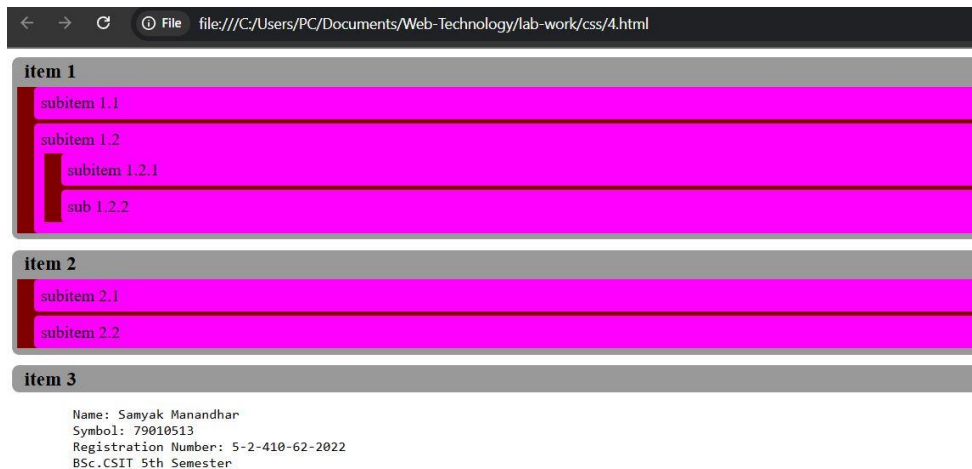 File file:///C:/Users/PC/Documents/Web-Technology/lab-work/css/4.html
item 1
subitem 1.1
subitem 1.2
subitem 1.2.1
sub 1.2.2
item 2
subitem 2.1
subitem 2.2
item 3
Name: Samyak Manandhar
Symbol: 79010513
Registration Number: 5-2-410-62-2022
BSc.CSIT 5th Semester